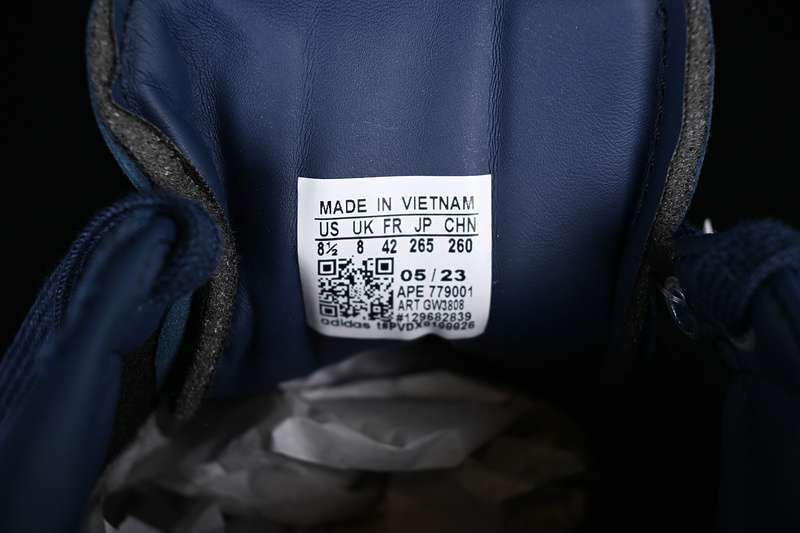 MADE IN VIETNAM
US UK FR JP CHN
8½ 8 42 265 260
05 / 23
APE 779001
ART GW3808
#129682839
adidas